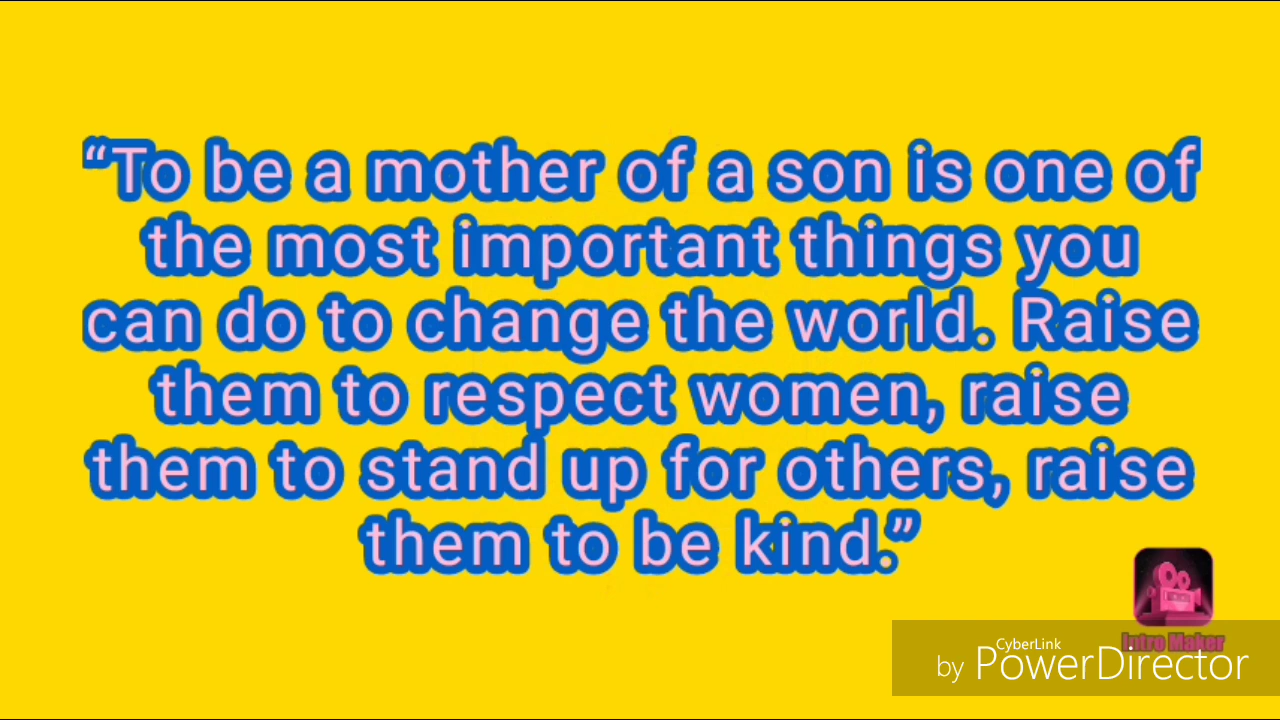 “To be a mother of a son is one of
the most important things you
can do to change the world. Raise
them to respect women, raise
them to stand up for others, raise
them to be kind.”
Intro Maker
CyberLink
by PowerDirector